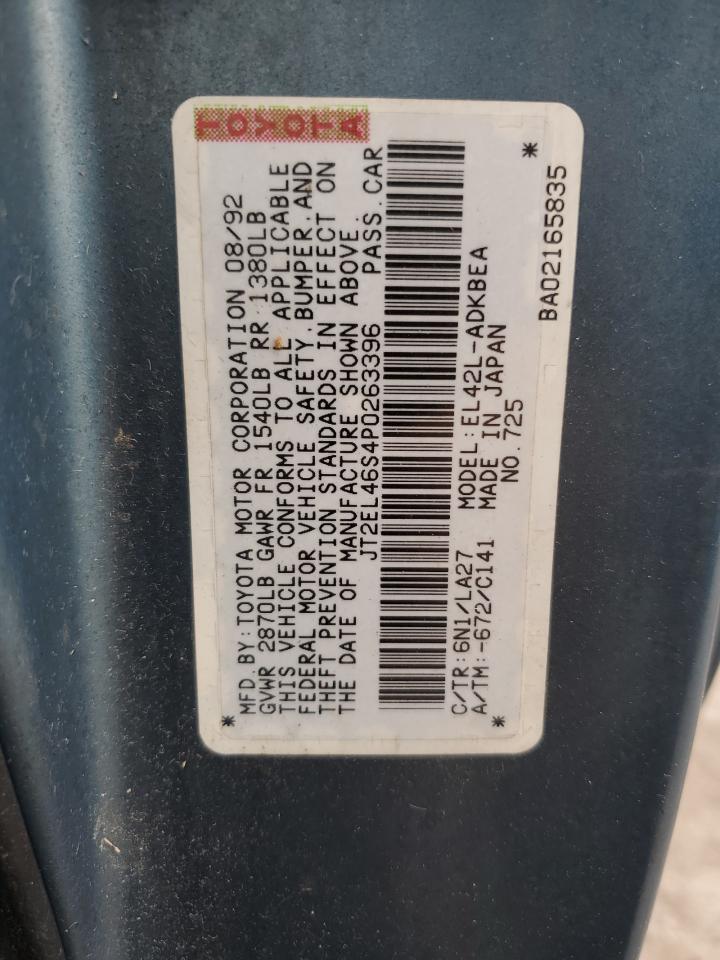 TOYOTA
MFD. BY: TOYOTA MOTOR CORPORATION 08/92
GVWR 2870LB GAWR FR 1540LB RR 1380LB
THIS VEHICLE CONFORMS TO ALL APPLICABLE
FEDERAL MOTOR VEHICLE SAFETY, BUMPER, AND
THEFT PREVENTION STANDARDS IN EFFECT ON
THE DATE OF MANUFACTURE SHOWN ABOVE.
JT2EL46S4P0263396 PASS. CAR
C/TR: 6N1/LA27 MODEL: EL42L-ADKBEA
A/TM: -672/C141 MADE IN JAPAN
NO. 725
BA02165835